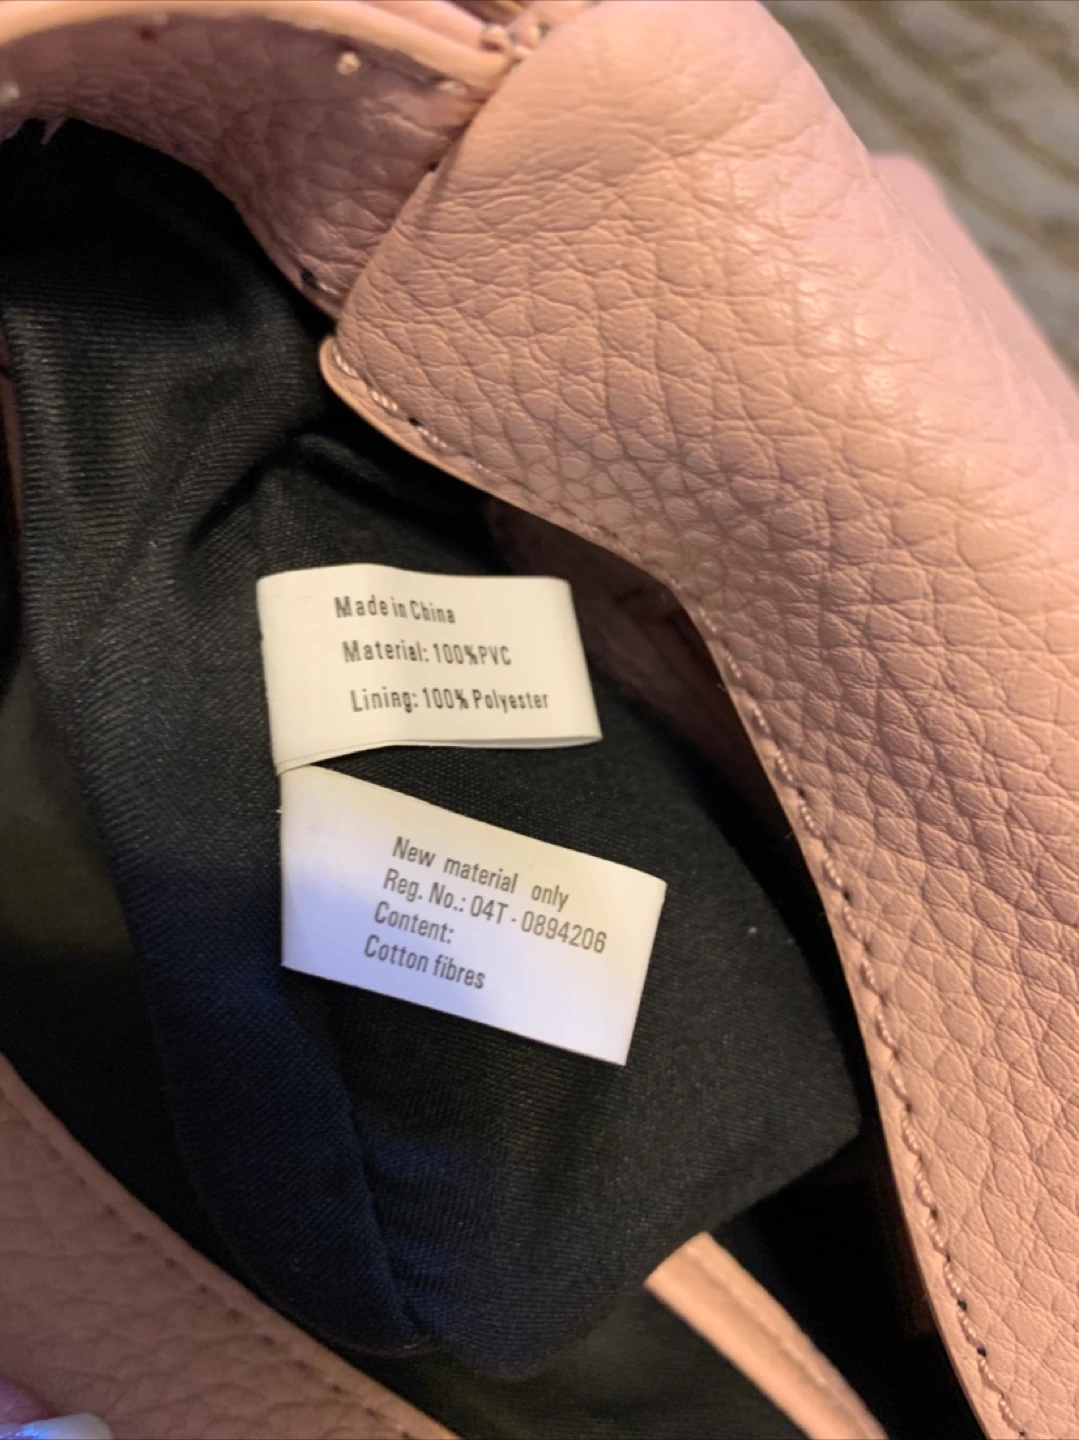 Made in China
Material: 100%PVC
Lining: 100% Polyester
New material only
Reg. No.: 04T-0894206
Content:
Cotton fibres